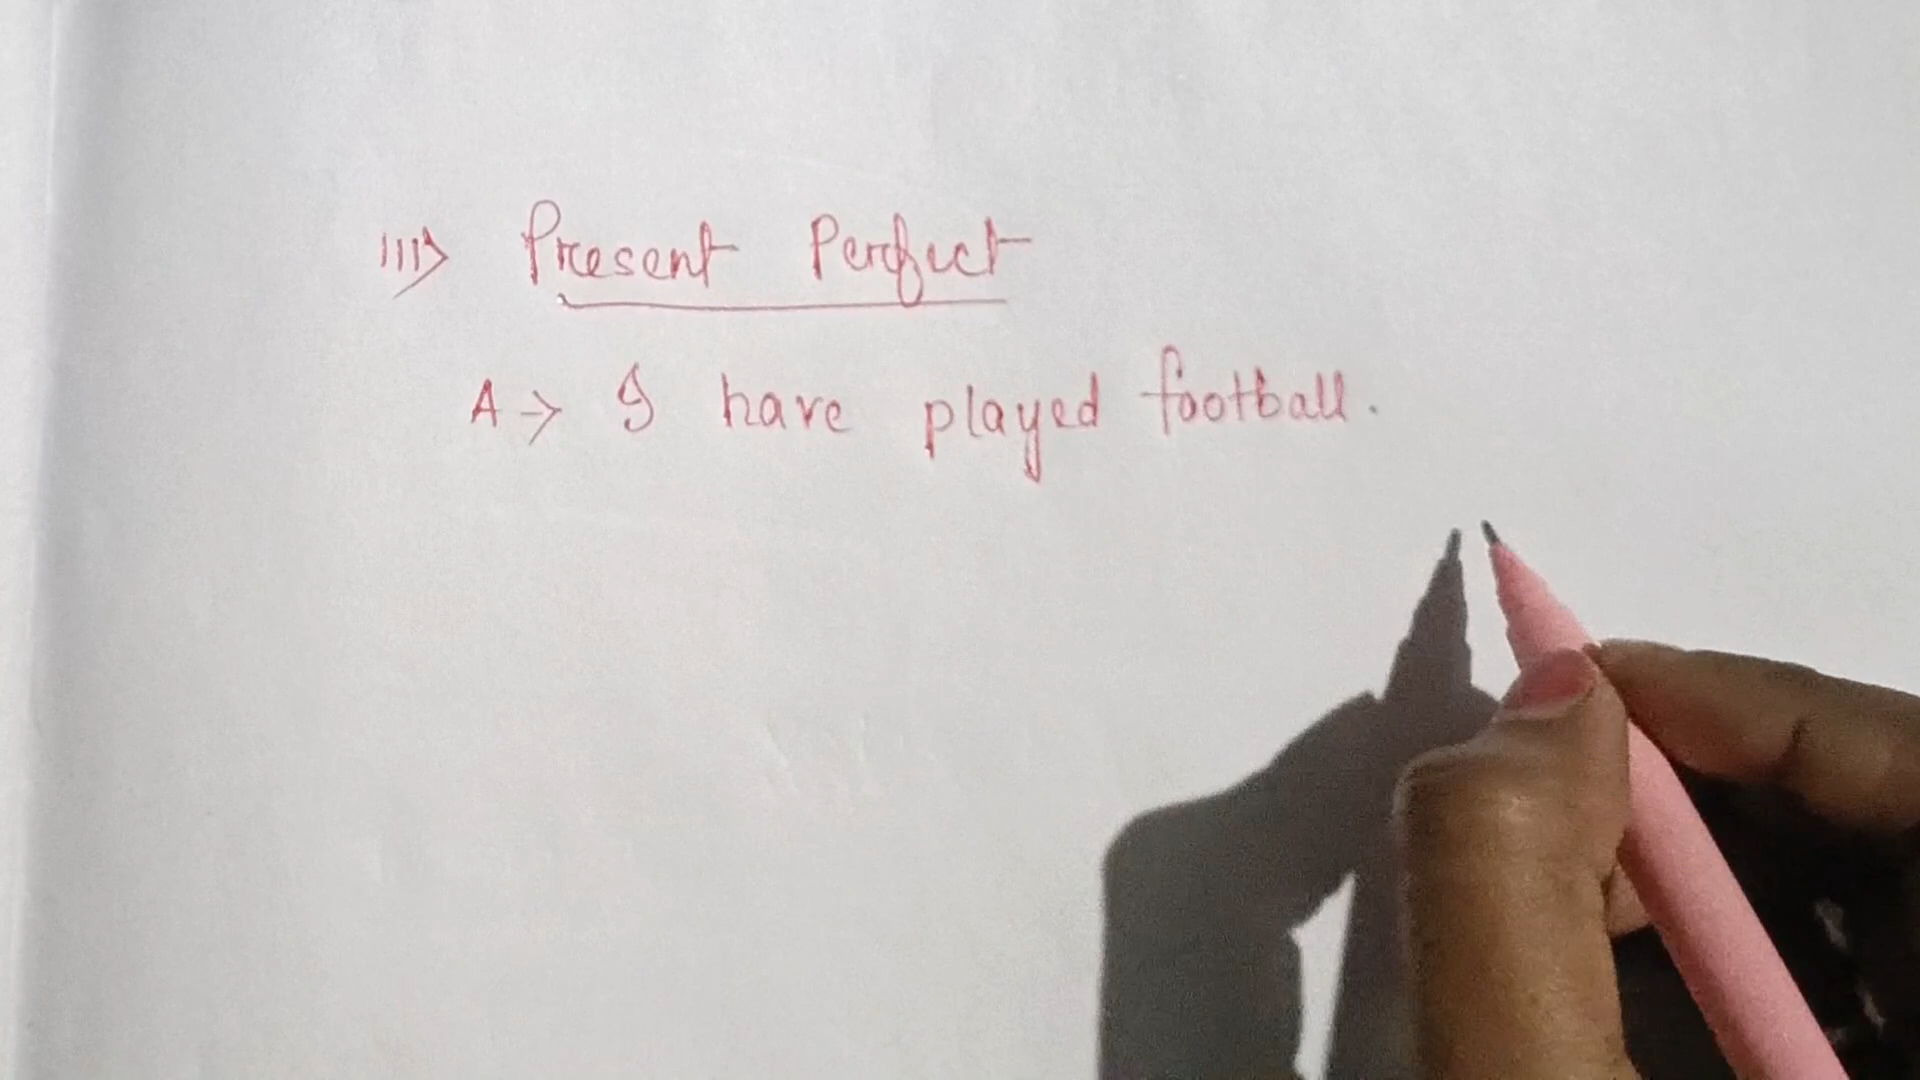 III> Present Perfect
A → I have played football.